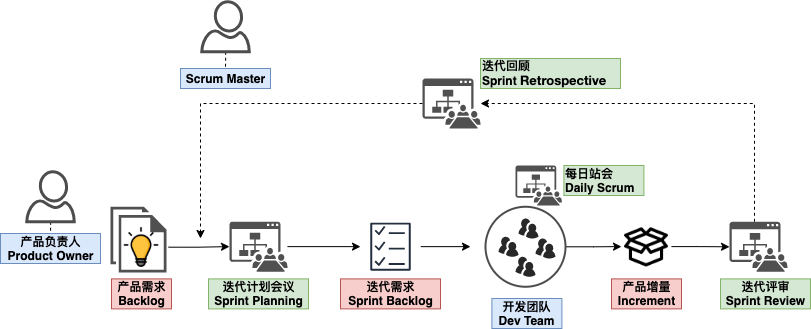 Scrum Master
迭代回顾
Sprint Retrospective
每日站会
Daily Scrum
产品负责人
Product Owner
产品需求
Backlog
迭代计划会议
Sprint Planning
迭代需求
Sprint Backlog
开发团队
Dev Team
产品增量
Increment
迭代评审
Sprint Review